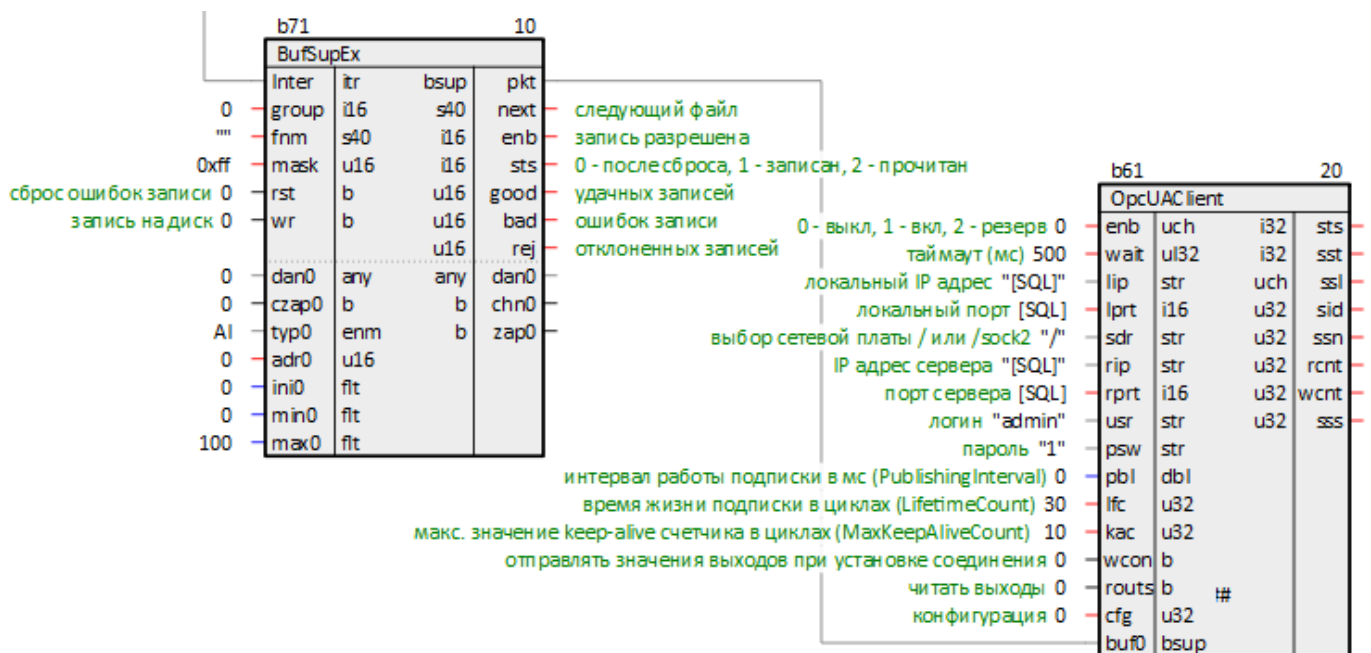 b71 10
BufSupEx
Inter itr bsup pkt
0 group i16 s40 next следующий файл
"" fnm s40 i16 enb запись разрешена
0xff mask u16 i16 sts 0 - после сброса, 1 - записан, 2 - прочитан
сброс ошибок записи 0 rst b u16 good удачных записей
запись на диск 0 wr b u16 bad ошибок записи
u16 rej отклоненных записей
0 dan0 any any dan0
0 czap0 b b chn0
AI typ0 enm b zap0
0 adr0 u16
0 ini0 flt
0 min0 flt
100 max0 flt
b61 20
OpcUAClient
0 - выкл, 1 - вкл, 2 - резерв 0 enb uch i32 sts
таймаут (мс) 500 wait ul32 i32 sst
локальный IP адрес "[SQL]" lip str uch ssl
локальный порт [SQL] lprt i16 u32 sid
выбор сетевой платы / или /sock2 "/" sdr str u32 ssn
IP адрес сервера "[SQL]" rip str u32 rcnt
порт сервера [SQL] rprt i16 u32 wcnt
логин "admin" usr str u32 sss
пароль "1" psw str
интервал работы подписки в мс (PublishingInterval) 0 pbl dbl
время жизни подписки в циклах (LifetimeCount) 30 lfc u32
макс. значение keep-alive счетчика в циклах (MaxKeepAliveCount) 10 kac u32
отправлять значения выходов при установке соединения 0 wcon b
читать выходы 0 routs b
конфигурация 0 cfg u32
buf0 bsup